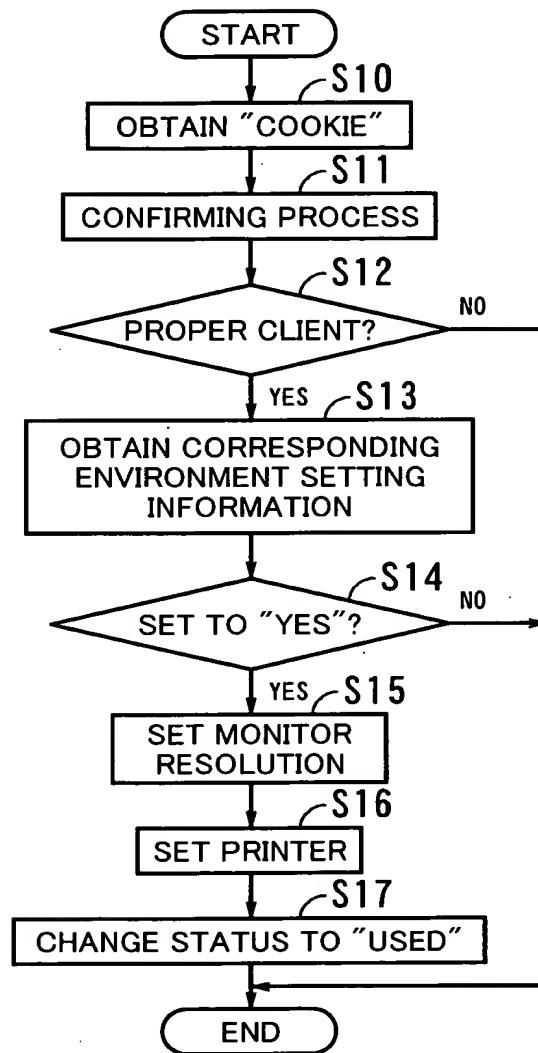 START
S10
OBTAIN "COOKIE"
S11
CONFIRMING PROCESS
S12
PROPER CLIENT?
NO
YES
S13
OBTAIN CORRESPONDING
ENVIRONMENT SETTING
INFORMATION
S14
SET TO "YES"?
NO
YES
S15
SET MONITOR
RESOLUTION
S16
SET PRINTER
S17
CHANGE STATUS TO "USED"
END